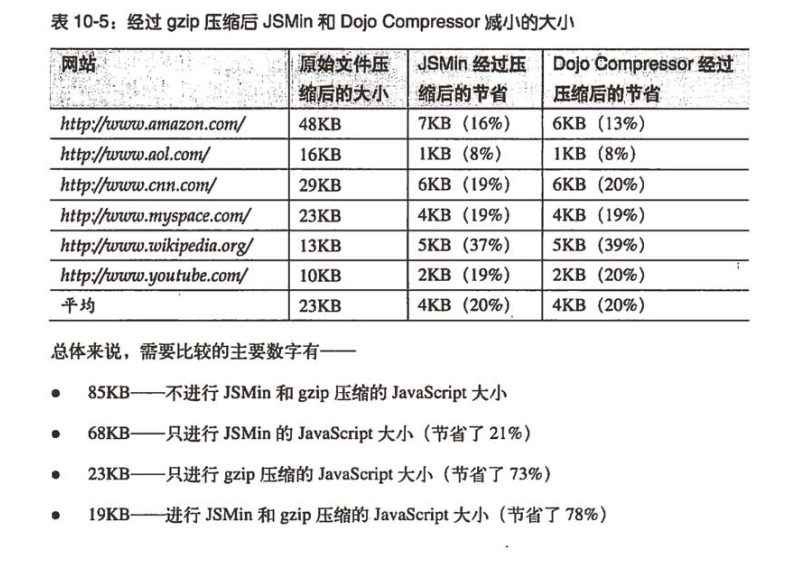 表 10-5：经过 gzip 压缩后 JSMin 和 Dojo Compressor 减小的大小
网站 原始文件压缩后的大小 JSMin 经过压缩后的节省 Dojo Compressor 经过压缩后的节省
http://www.amazon.com/ 48KB 7KB（16%） 6KB（13%）
http://www.aol.com/ 16KB 1KB（8%） 1KB（8%）
http://www.cnn.com/ 29KB 6KB（19%） 6KB（20%）
http://www.myspace.com/ 23KB 4KB（19%） 4KB（19%）
http://www.wikipedia.org/ 13KB 5KB（37%） 5KB（39%）
http://www.youtube.com/ 10KB 2KB（19%） 2KB（20%）
平均 23KB 4KB（20%） 4KB（20%）
总体来说，需要比较的主要数字有——
● 85KB——不进行 JSMin 和 gzip 压缩的 JavaScript 大小
● 68KB——只进行 JSMin 的 JavaScript 大小（节省了 21%）
● 23KB——只进行 gzip 压缩的 JavaScript 大小（节省了 73%）
● 19KB——进行 JSMin 和 gzip 压缩的 JavaScript 大小（节省了 78%）